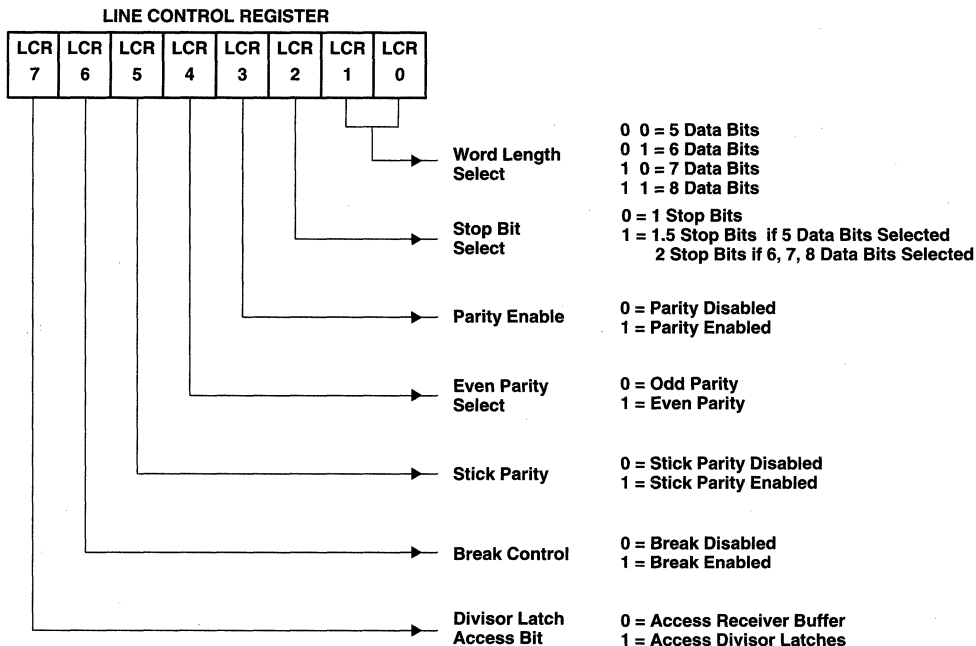 LINE CONTROL REGISTER
LCR LCR LCR LCR LCR LCR LCR LCR
7 6 5 4 3 2 1 0
Word Length
Select
0 0 = 5 Data Bits
0 1 = 6 Data Bits
1 0 = 7 Data Bits
1 1 = 8 Data Bits
Stop Bit
Select
0 = 1 Stop Bits
1 = 1.5 Stop Bits if 5 Data Bits Selected
2 Stop Bits if 6, 7, 8 Data Bits Selected
Parity Enable
0 = Parity Disabled
1 = Parity Enabled
Even Parity
Select
0 = Odd Parity
1 = Even Parity
Stick Parity
0 = Stick Parity Disabled
1 = Stick Parity Enabled
Break Control
0 = Break Disabled
1 = Break Enabled
Divisor Latch
Access Bit
0 = Access Receiver Buffer
1 = Access Divisor Latches